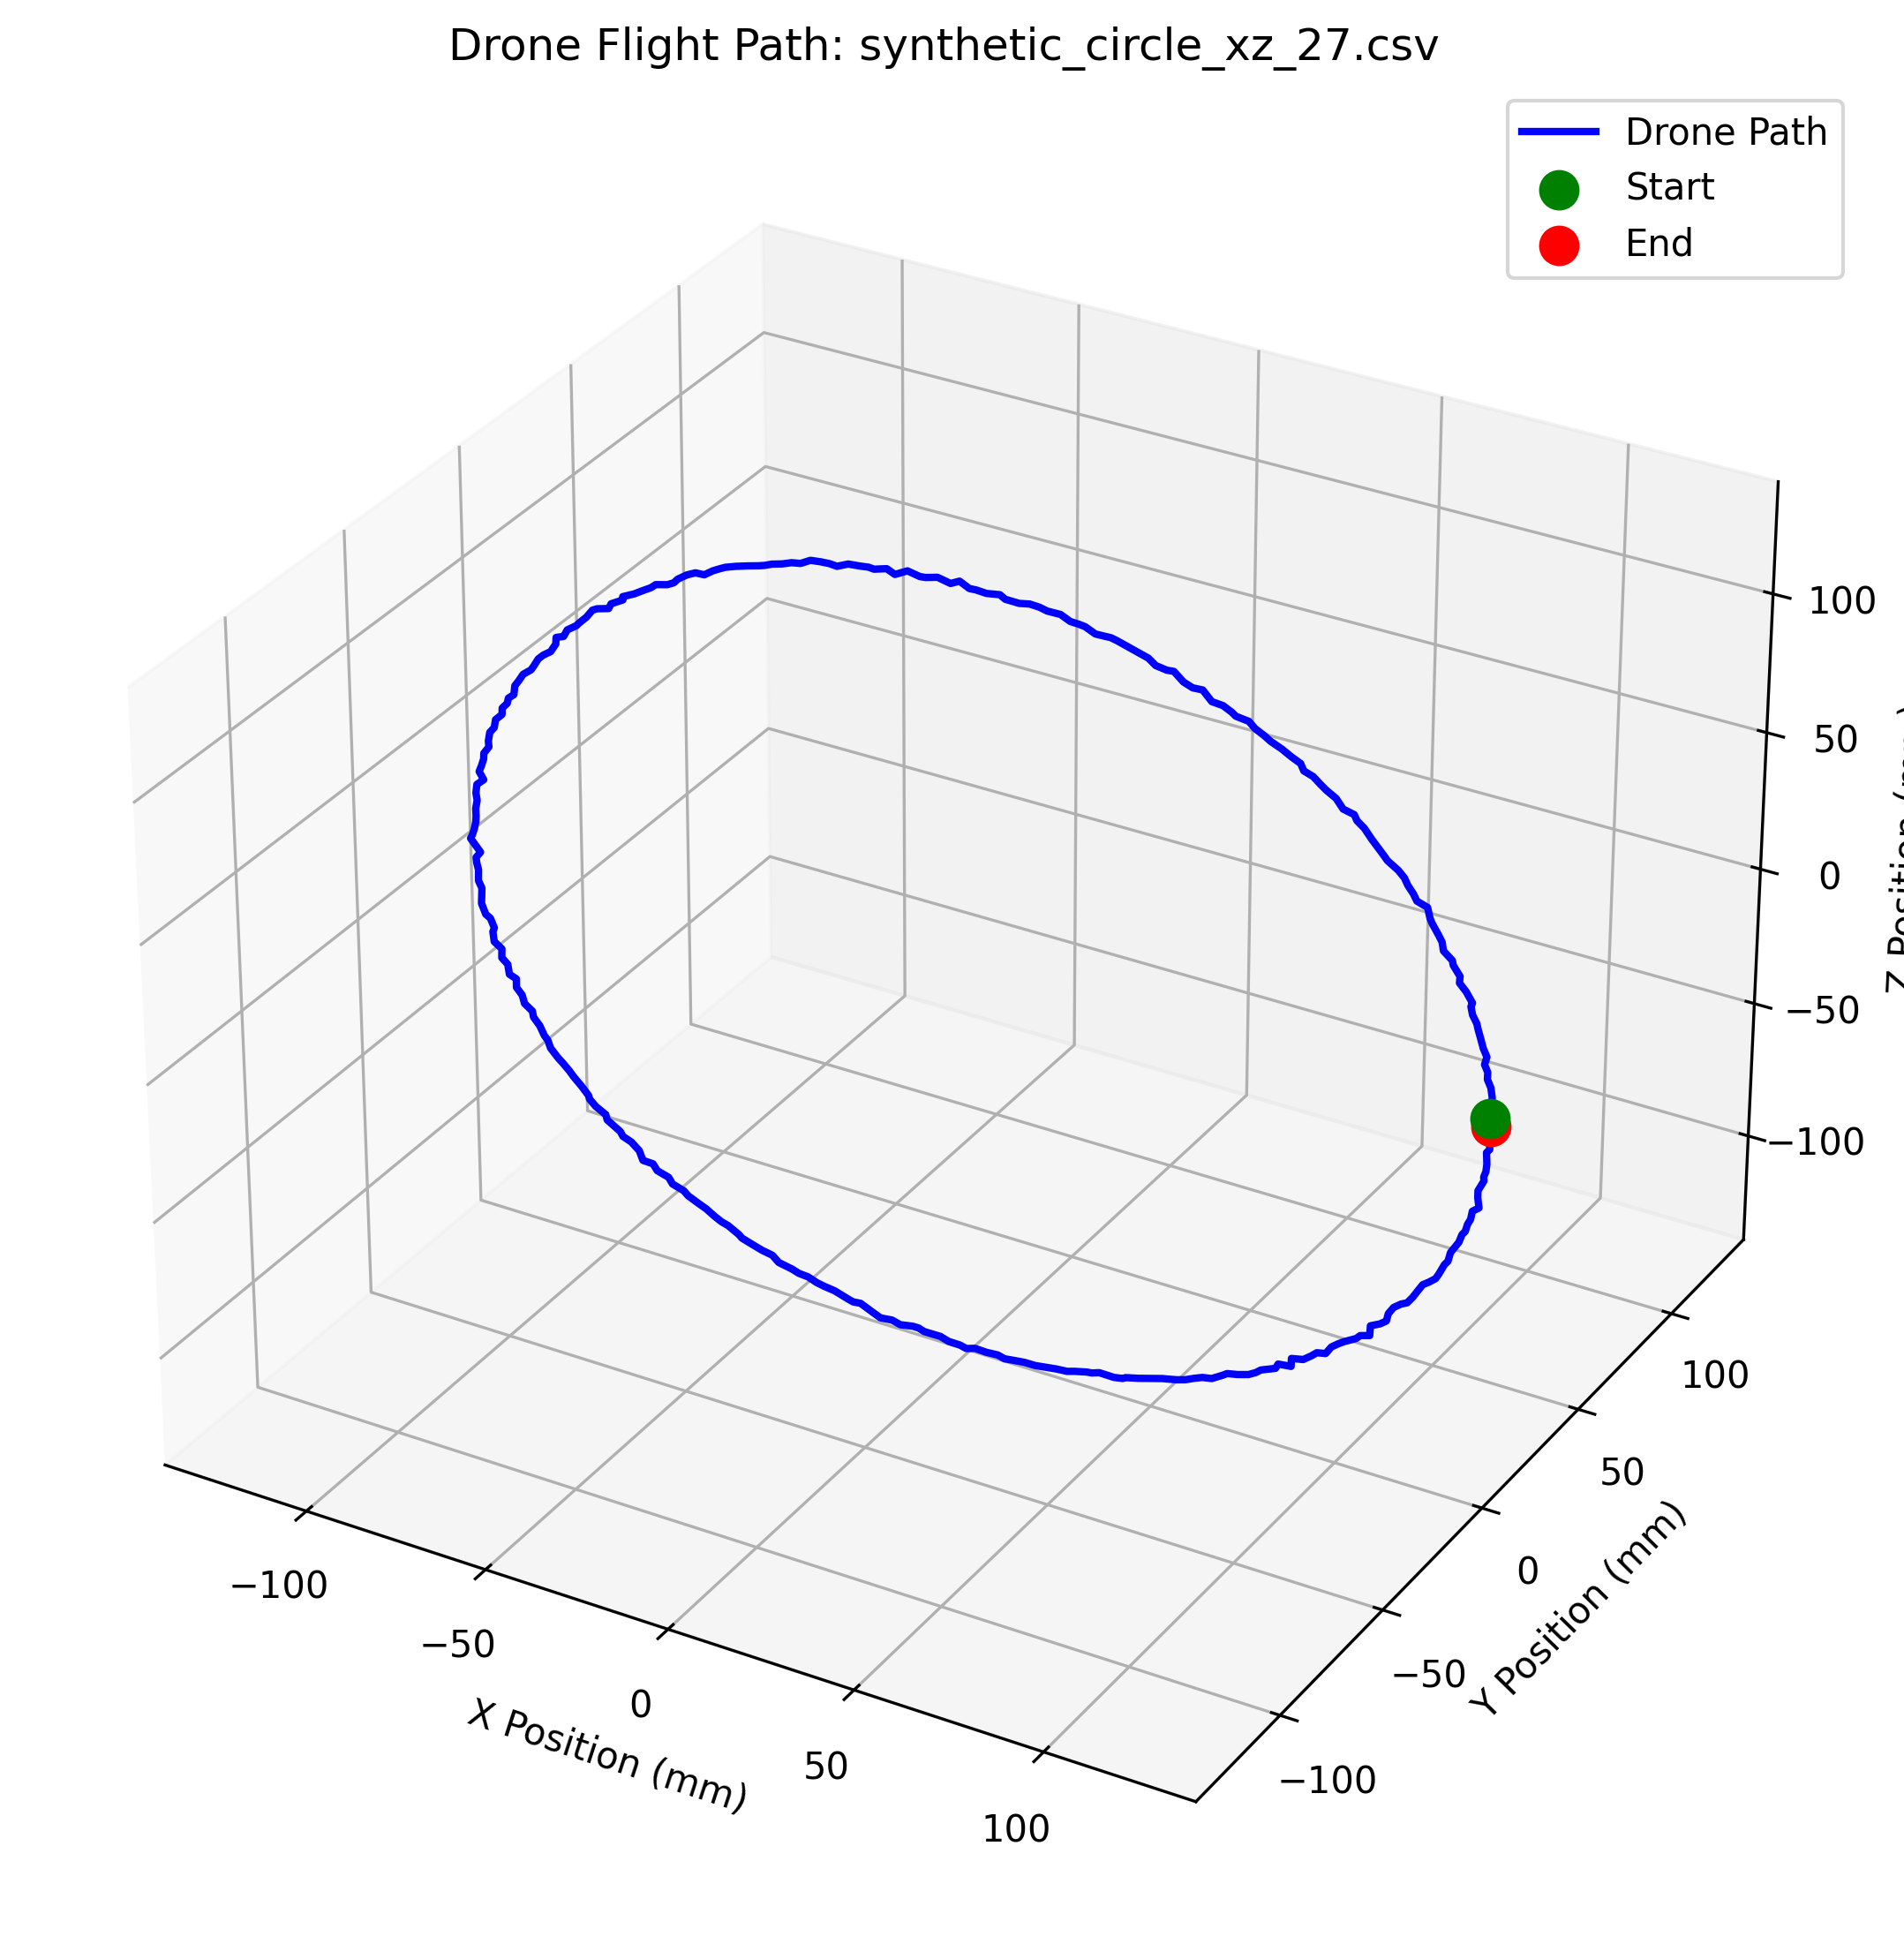 Drone Flight Path: synthetic_circle_xz_27.csv
Drone Path
Start
End
100
50
0
−50
−100
Z Position
100
50
0
−50
−100
Y Position (mm)
−100
−50
0
50
100
X Position (mm)